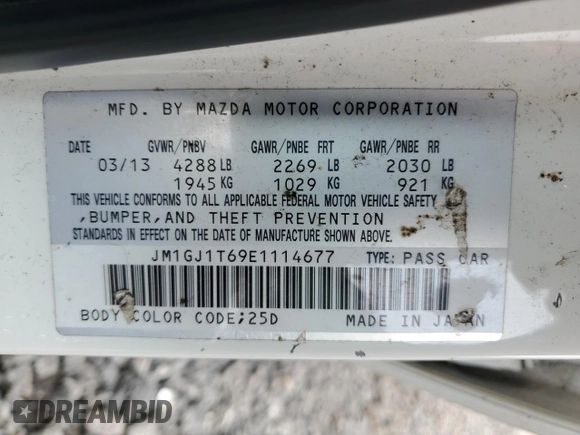 MFD. BY MAZDA MOTOR CORPORATION
DATE GVWR/PNBV GAWR/PNBE FRT GAWR/PNBE RR
03/13 4288 LB 2269 LB 2030 LB
1945 KG 1029 KG 921 KG
THIS VEHICLE CONFORMS TO ALL APPLICABLE FEDERAL MOTOR VEHICLE SAFETY
,BUMPER,AND THEFT PREVENTION
STANDARDS IN EFFECT ON THE DATE OF MANUFACTURE SHOWN ABOVE.
JM1GJ1T69E1114677 TYPE: PASS CAR
BODY COLOR CODE;25D MADE IN JAPAN
DREAMBID